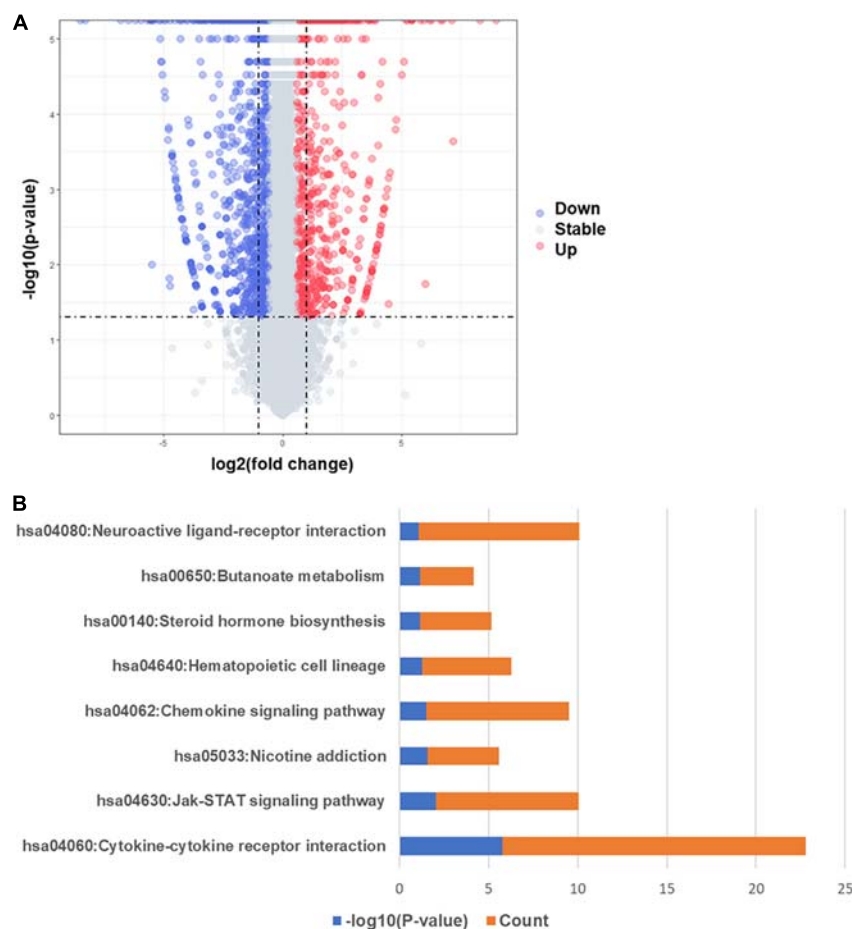 A
5
4
3
2
1
0
-log10(p-value)
-5
0
5
log2(fold change)
Down
Stable
Up
B
hsa04080:Neuroactive ligand-receptor interaction
hsa00650:Butanoate metabolism
hsa00140:Steroid hormone biosynthesis
hsa04640:Hematopoietic cell lineage
hsa04062:Chemokine signaling pathway
hsa05033:Nicotine addiction
hsa04630:Jak-STAT signaling pathway
hsa04060:Cytokine-cytokine receptor interaction
0 5 10 15 20 25
-log10(P-value) Count